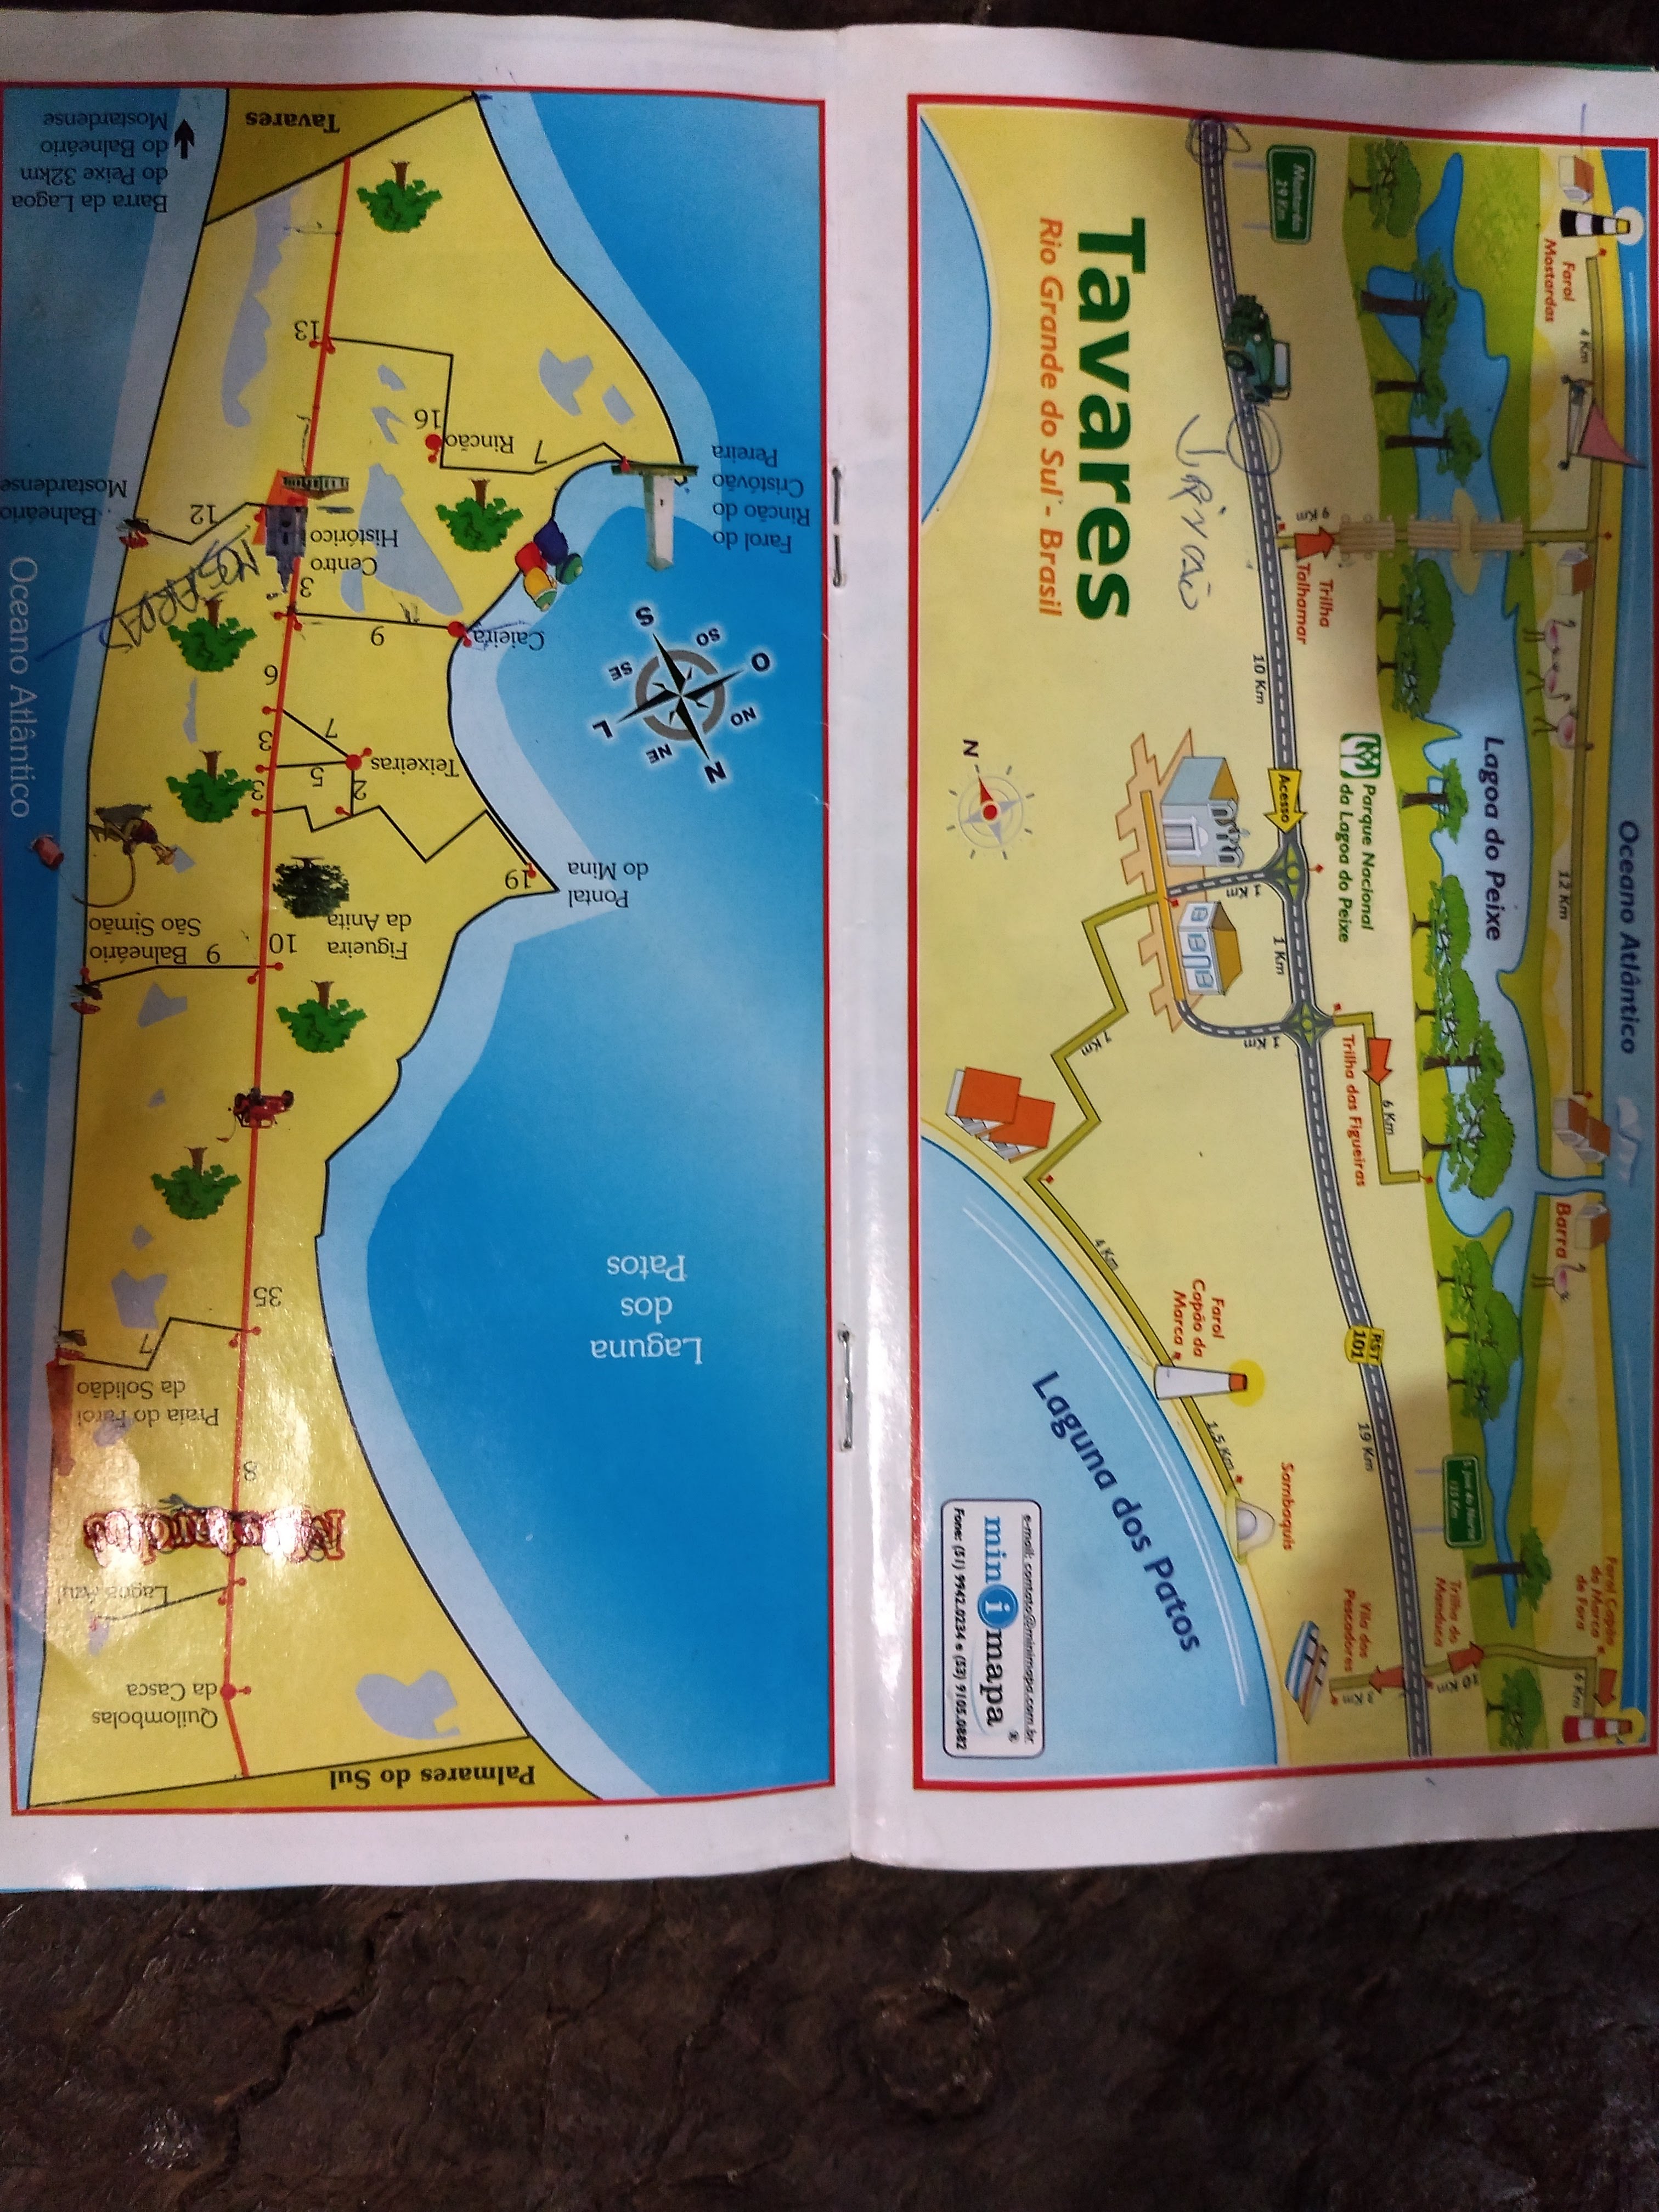 Tavares
Barra da Lagoa
do Peixe 32km
do Balneário
Mostardense
13
16
Rincão
7
Farol do
Rincão do
Cristóvão
Pereira
Balneário
Mostardense
12
Centro
Histórico
MOSTARDAS
3
9
Caieira
6
7
3
5
Teixeiras
2
3
S
SO
O
NO
N
NE
L
SE
Oceano Atlântico
19
Pontal
do Mina
Figueira
da Anita
10
9
Balneário
São Simão
Laguna
dos
Patos
35
7
Praia do Farol
da Solidão
8
Mostardas
Lagoa Azul
Quilombolas
da Casca
Palmares do Sul
Oceano Atlântico
Farol
Mostardas
4 Km
12 Km
Barra
Farol Capão
da Marca
de Fora
6 Km
Lagoa do Peixe
Mostardas
29 Km
Trilha
Talhamar
Parque Nacional
da Lagoa do Peixe
Trilha das Figueiras
6 Km
S. José do Norte
Trilha do
Manduca
10 Km
10 Km
Acesso
1 Km
1 Km
1 Km
RST
101
19 Km
Vila dos
Pescadores
Tavares
Rio Grande do Sul - Brasil
N
7 Km
4 Km
Farol
Capão da
Marca
1,5 Km
Sambaquis
Laguna dos Patos
e-mail: contato@minimapa.com.br
minimapa®
Fone: (51) 9942.0234 e (53) 9105.0882